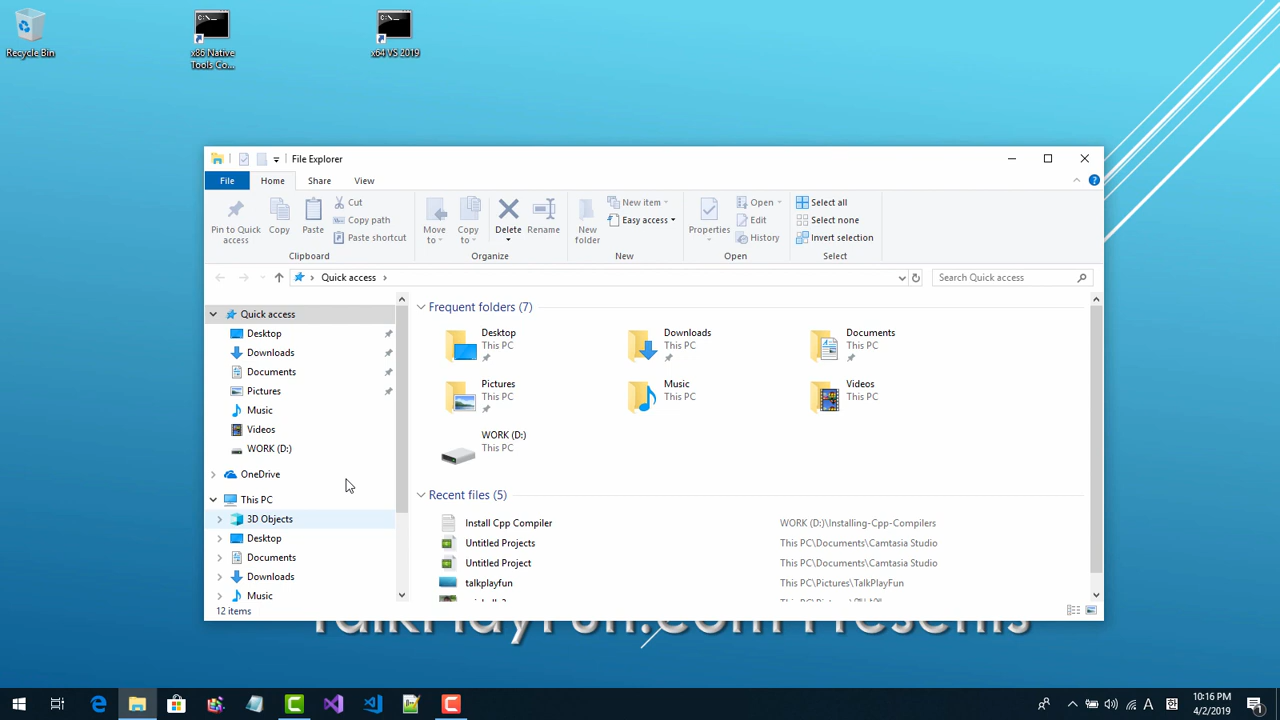 Recycle Bin
x86 Native
Tools Co...
x64 VS 2019
File Explorer
File
Home
Share
View
Pin to Quick
access
Copy
Paste
Cut
Copy path
Paste shortcut
Clipboard
Move
to
Copy
to
Delete
Rename
Organize
New
folder
New item
Easy access
New
Properties
Open
Edit
History
Open
Select all
Select none
Invert selection
Select
Quick access
Search Quick access
Quick access
Desktop
Downloads
Documents
Pictures
Music
Videos
WORK (D:)
OneDrive
This PC
3D Objects
Desktop
Documents
Downloads
Music
Frequent folders (7)
Desktop
This PC
Downloads
This PC
Documents
This PC
Pictures
This PC
Music
This PC
Videos
This PC
WORK (D:)
This PC
Recent files (5)
Install Cpp Compiler
WORK (D:)\Installing-Cpp-Compilers
Untitled Projects
This PC\Documents\Camtasia Studio
Untitled Project
This PC\Documents\Camtasia Studio
talkplayfun
This PC\Pictures\TalkPlayFun
12 items
TalkPlayFun.com Presents
A
10:16 PM
4/2/2019